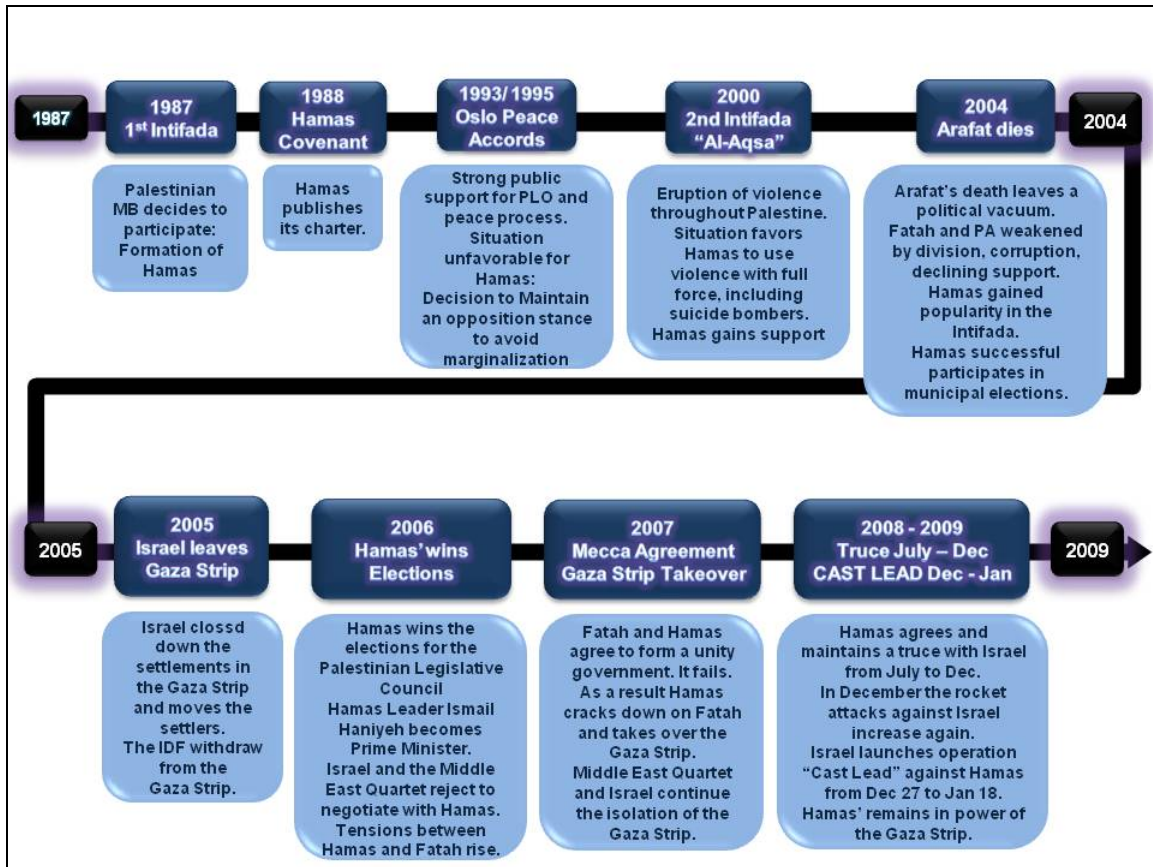 1987
1987
1st Intifada
Palestinian
MB decides to
participate:
Formation of
Hamas
1988
Hamas
Covenant
Hamas
publishes
its charter.
1993/1995
Oslo Peace
Accords
Strong public
support for PLO and
peace process.
Situation
unfavorable for
Hamas:
Decision to Maintain
an opposition stance
to avoid
marginalization
2000
2nd Intifada
“Al-Aqsa”
Eruption of violence
throughout Palestine.
Situation favors
Hamas to use
violence with full
force, including
suicide bombers.
Hamas gains support
2004
Arafat dies
Arafat's death leaves a
political vacuum.
Fatah and PA weakened
by division, corruption,
declining support.
Hamas gained
popularity in the
Intifada.
Hamas successful
participates in
municipal elections.
2004
2005
2005
Israel leaves
Gaza Strip
Israel clossd
down the
settlements in
the Gaza Strip
and moves the
settlers.
The IDF withdraw
from the
Gaza Strip.
2006
Hamas’ wins
Elections
Hamas wins the
elections for the
Palestinian Legislative
Council
Hamas Leader Ismail
Haniyeh becomes
Prime Minister.
Israel and the Middle
East Quartet reject to
negotiate with Hamas.
Tensions between
Hamas and Fatah rise.
2007
Mecca Agreement
Gaza Strip Takeover
Fatah and Hamas
agree to form a unity
government. It fails.
As a result Hamas
cracks down on Fatah
and takes over the
Gaza Strip.
Middle East Quartet
and Israel continue
the isolation of the
Gaza Strip.
2008 - 2009
Truce July – Dec
CAST LEAD Dec - Jan
Hamas agrees and
maintains a truce with Israel
from July to Dec.
In December the rocket
attacks against Israel
increase again.
Israel launches operation
“Cast Lead” against Hamas
from Dec 27 to Jan 18.
Hamas’ remains in power of
the Gaza Strip.
2009